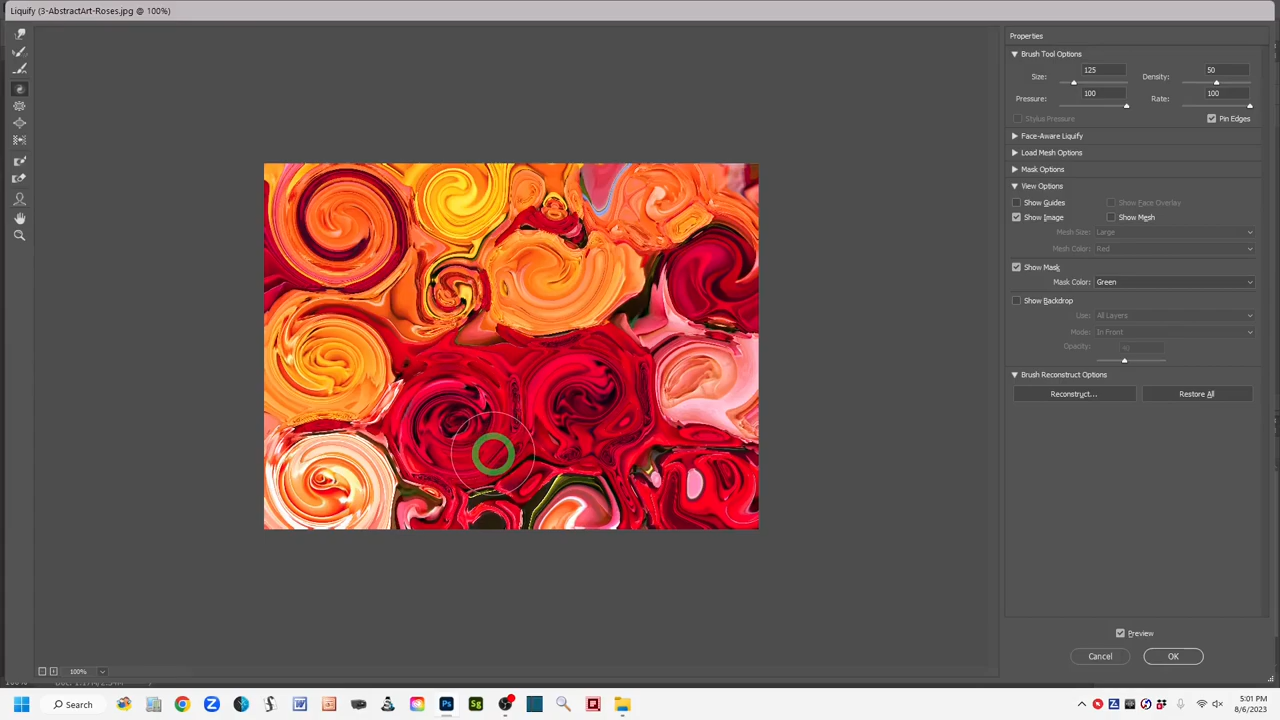 Liquify (3-AbstractArt-Roses.jpg @ 100%)
Properties
Brush Tool Options
Size: 125 Density: 50
Pressure: 100 Rate: 100
Stylus Pressure Pin Edges
Face-Aware Liquify
Load Mesh Options
Mask Options
View Options
Show Guides Show Face Overlay
Show Image Show Mesh
Mesh Size: Large
Mesh Color: Red
Show Mask
Mask Color: Green
Show Backdrop
Use: All Layers
Mode: In Front
Opacity:
Brush Reconstruct Options
Reconstruct... Restore All
Preview
Cancel OK
100%
Search
5:01 PM
8/6/2023